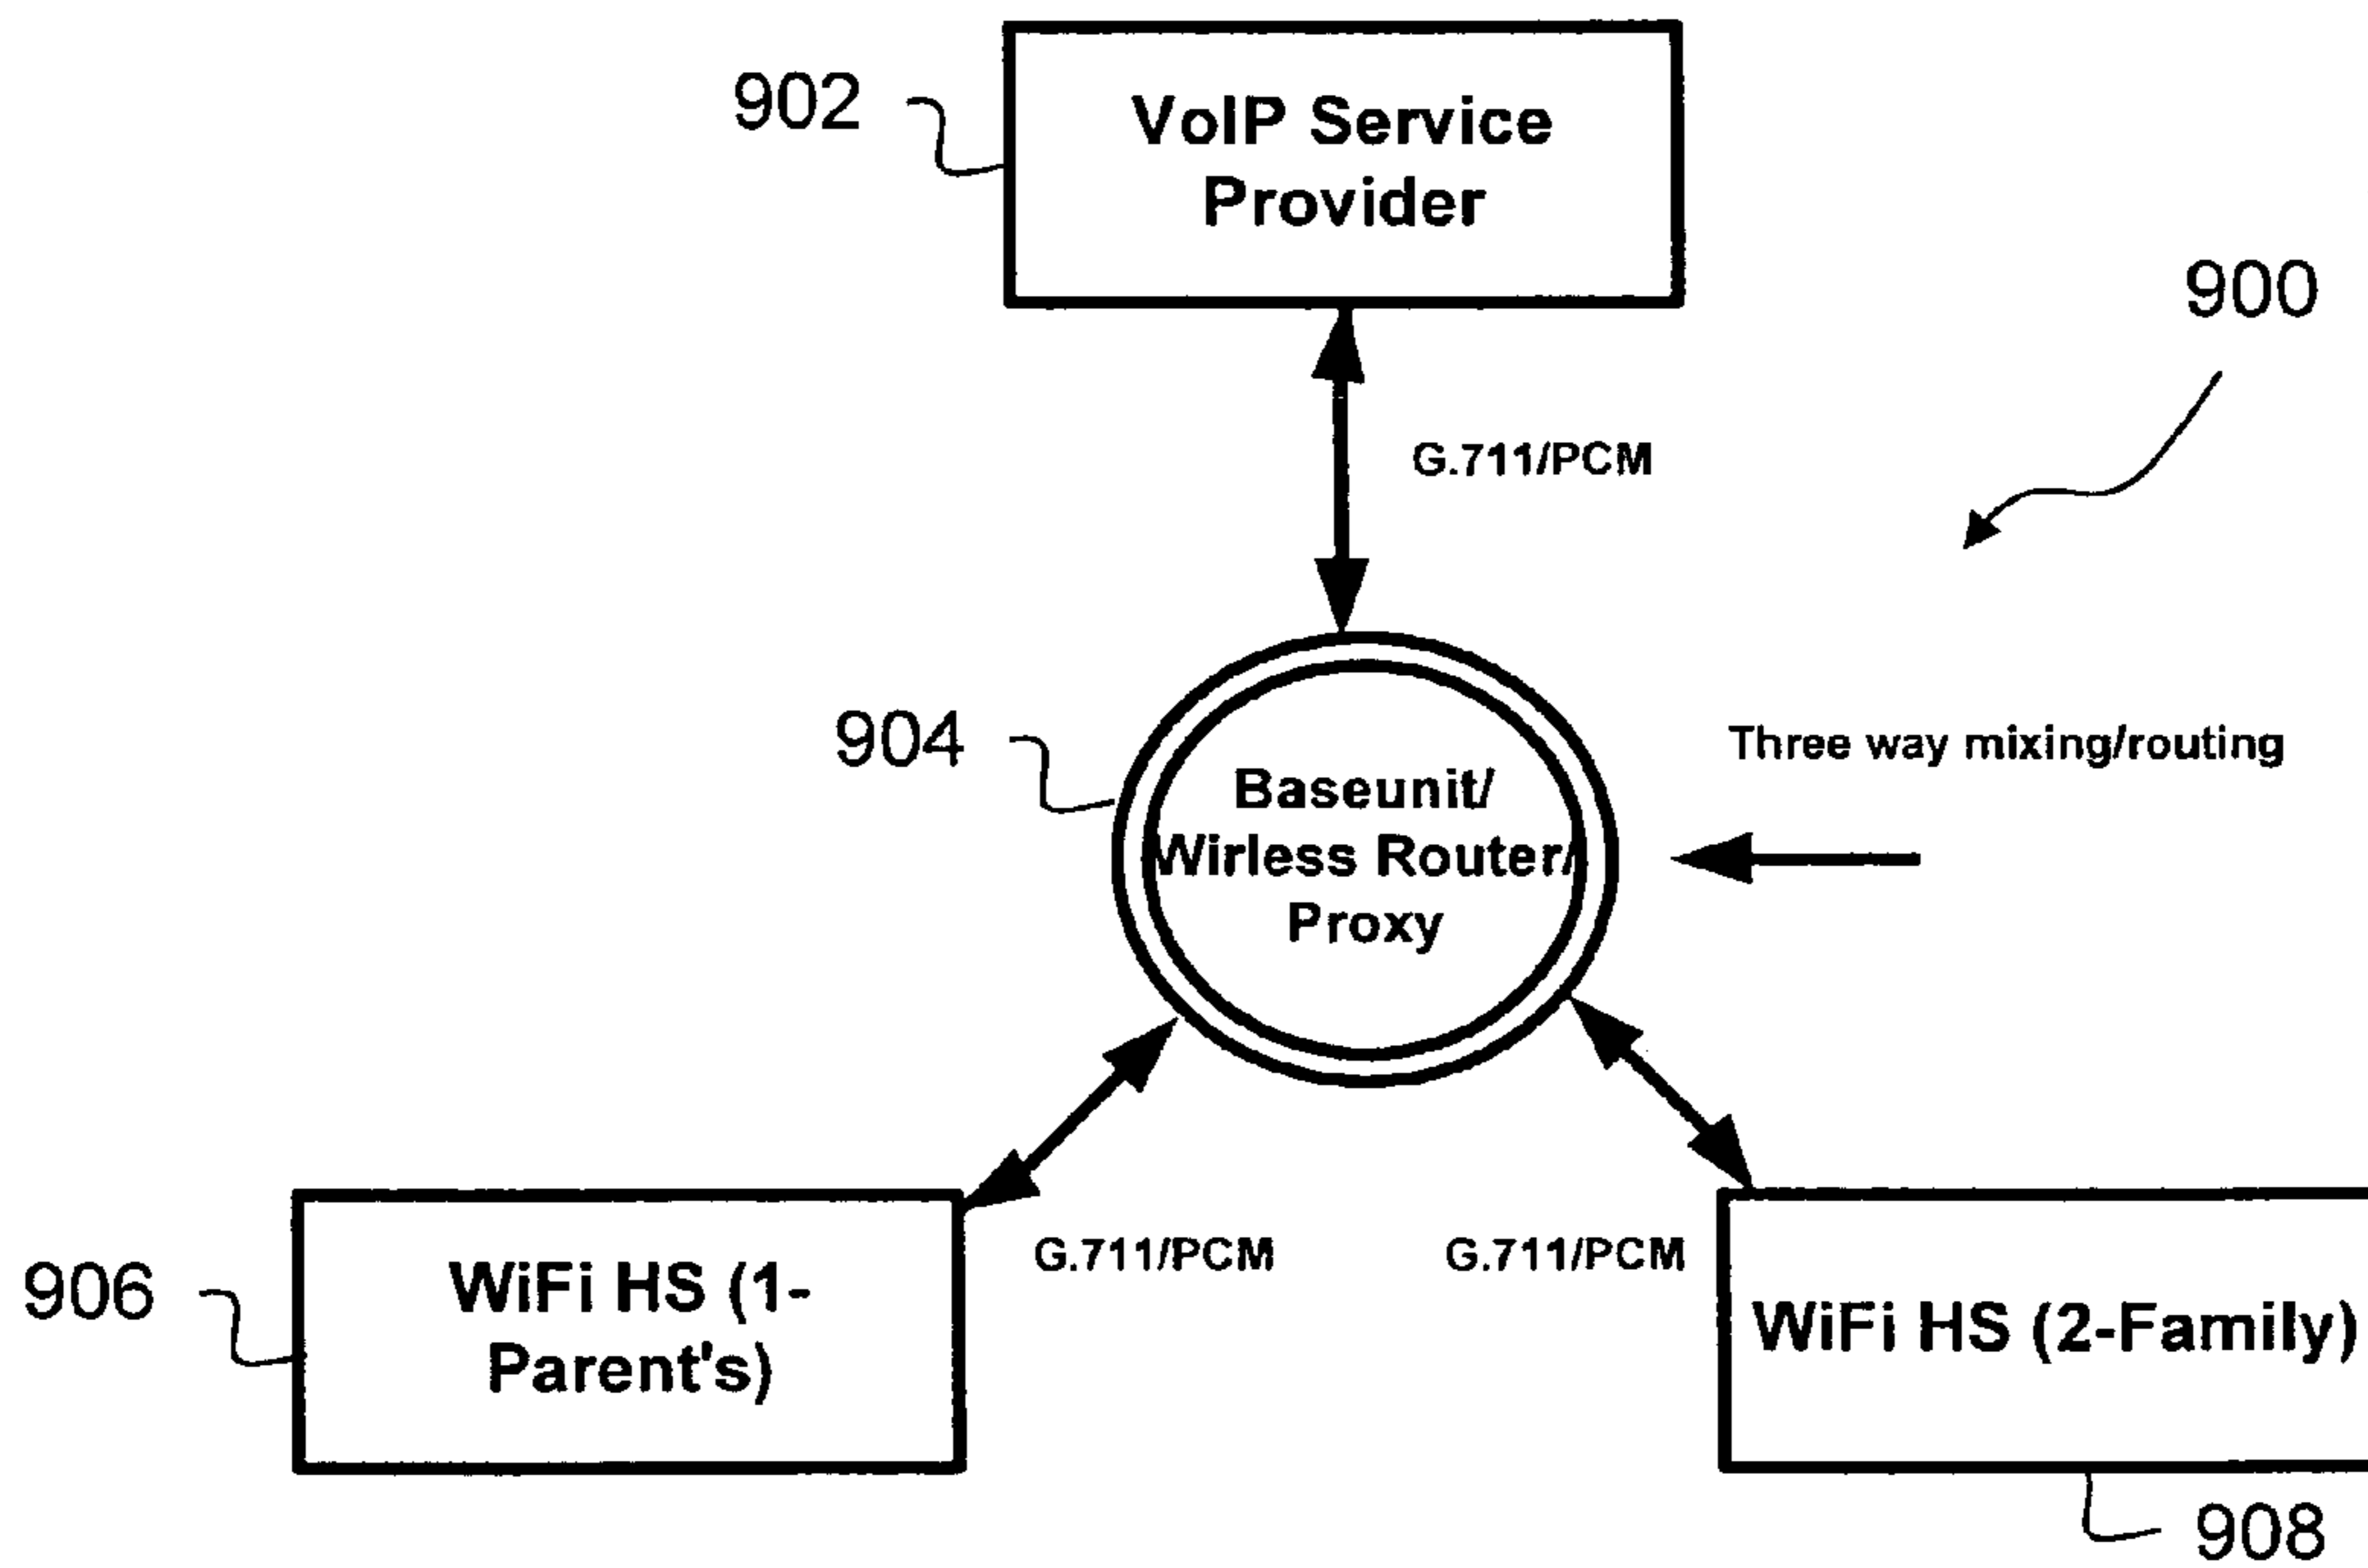 902
VoIP Service
Provider
900
G.711/PCM
904
Three way mixing/routing
Baseunit/
Wirless Router/
Proxy
906
WiFi HS (1-
Parent's)
G.711/PCM
G.711/PCM
WiFi HS (2-Family)
908